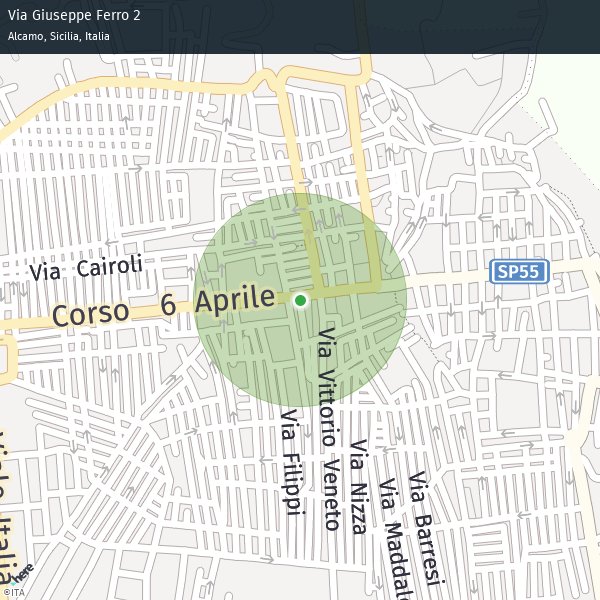 Via Giuseppe Ferro 2
Alcamo, Sicilia, Italia
Via Cairoli
SP55
Corso 6 Aprile
Via Vittorio Veneto
Via Filippi
Via Nizza
Via Maddal
Via Barresi
Viale Italia
here
©ITA